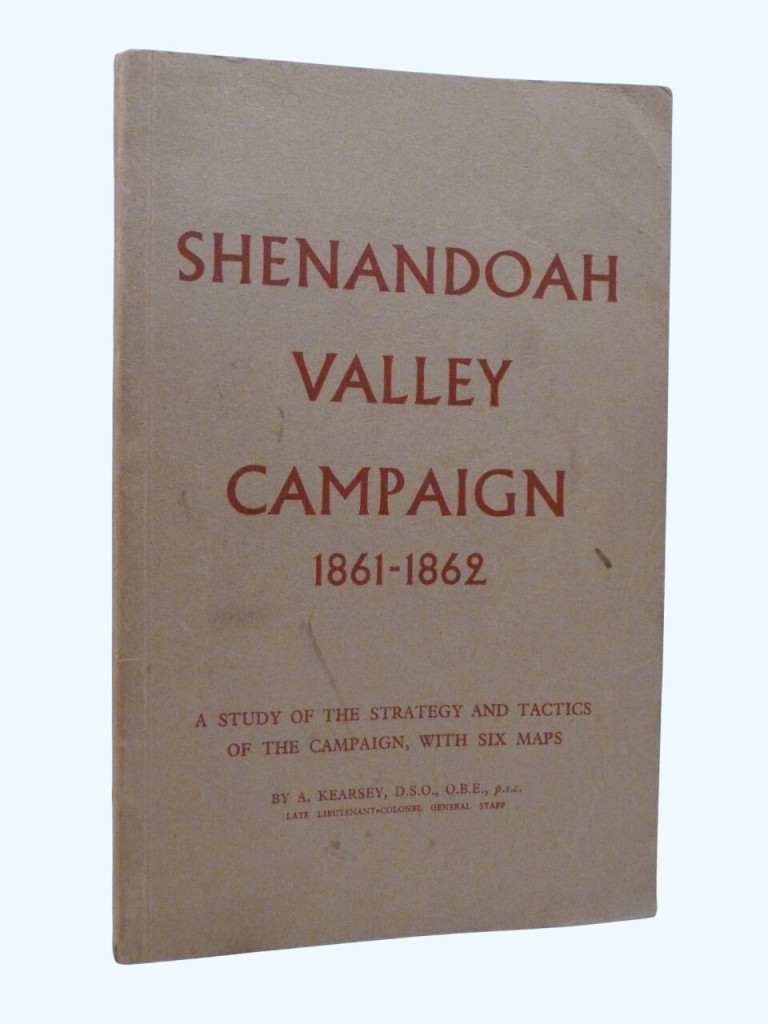 SHENANDOAH
VALLEY
CAMPAIGN
1861-1862
A STUDY OF THE STRATEGY AND TACTICS
OF THE CAMPAIGN, WITH SIX MAPS
BY A. KEARSEY, D.S.O., O.B.E., p.s.c.
LATE LIEUTENANT-COLONEL GENERAL STAFF